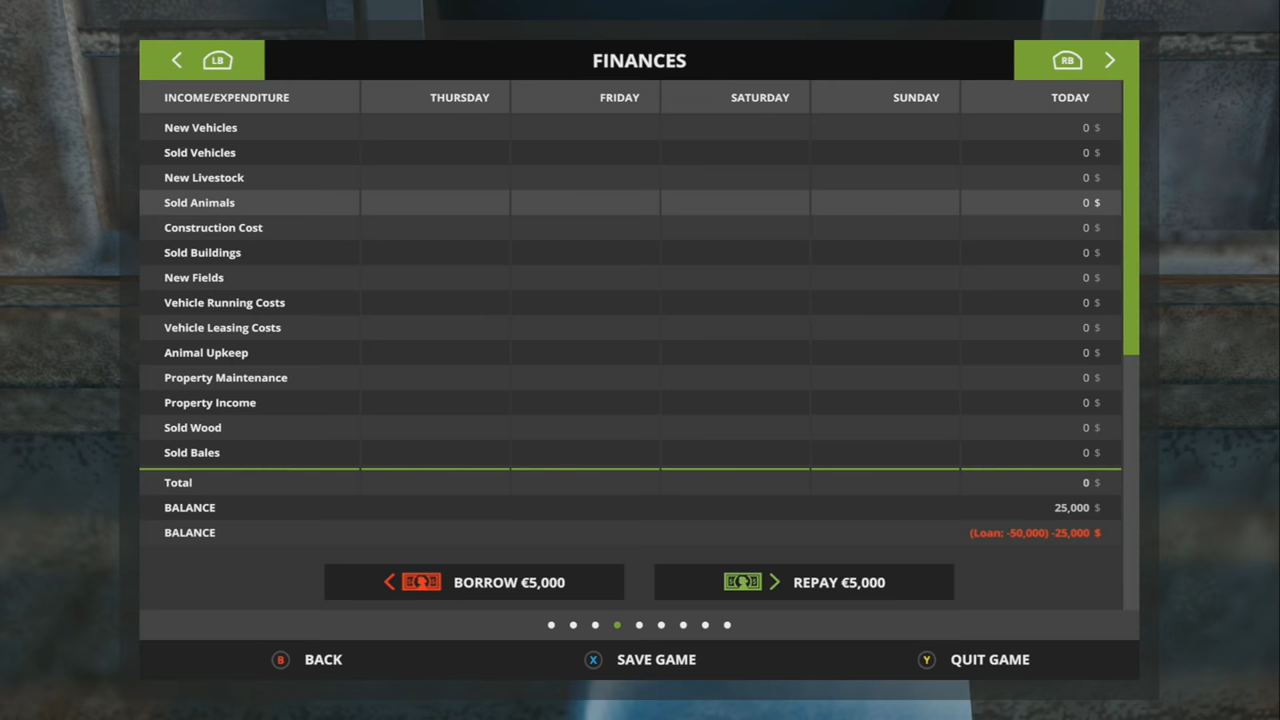 LB FINANCES RB
INCOME/EXPENDITURE THURSDAY FRIDAY SATURDAY SUNDAY TODAY
New Vehicles 0 $
Sold Vehicles 0 $
New Livestock 0 $
Sold Animals 0 $
Construction Cost 0 $
Sold Buildings 0 $
New Fields 0 $
Vehicle Running Costs 0 $
Vehicle Leasing Costs 0 $
Animal Upkeep 0 $
Property Maintenance 0 $
Property Income 0 $
Sold Wood 0 $
Sold Bales 0 $
Total 0 $
BALANCE 25,000 $
BALANCE (Loan: -50,000) -25,000 $
BORROW €5,000 REPAY €5,000
B BACK X SAVE GAME Y QUIT GAME